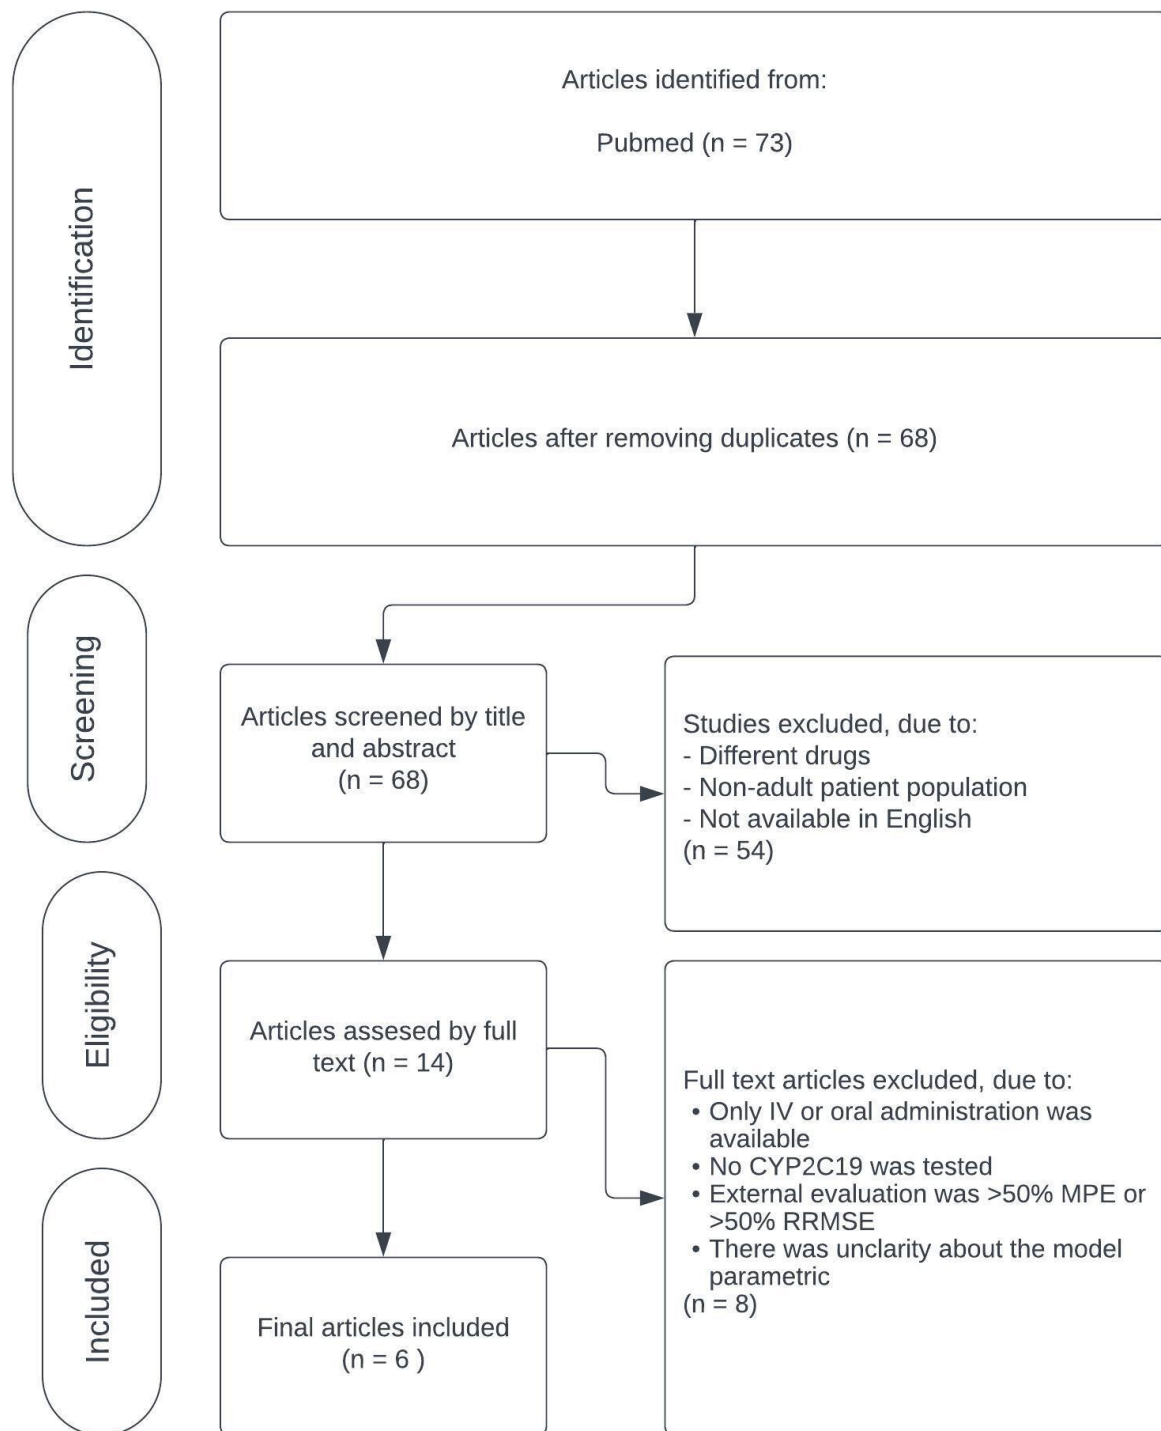 Identification
Articles identified from:
Pubmed (n = 73)
Articles after removing duplicates (n = 68)
Screening
Articles screened by title
and abstract
(n = 68)
Studies excluded, due to:
- Different drugs
- Non-adult patient population
- Not available in English
(n = 54)
Eligibility
Articles assesed by full
text (n = 14)
Full text articles excluded, due to:
• Only IV or oral administration was
available
• No CYP2C19 was tested
• External evaluation was >50% MPE or
>50% RRMSE
• There was unclarity about the model
parametric
(n = 8)
Included
Final articles included
(n = 6 )